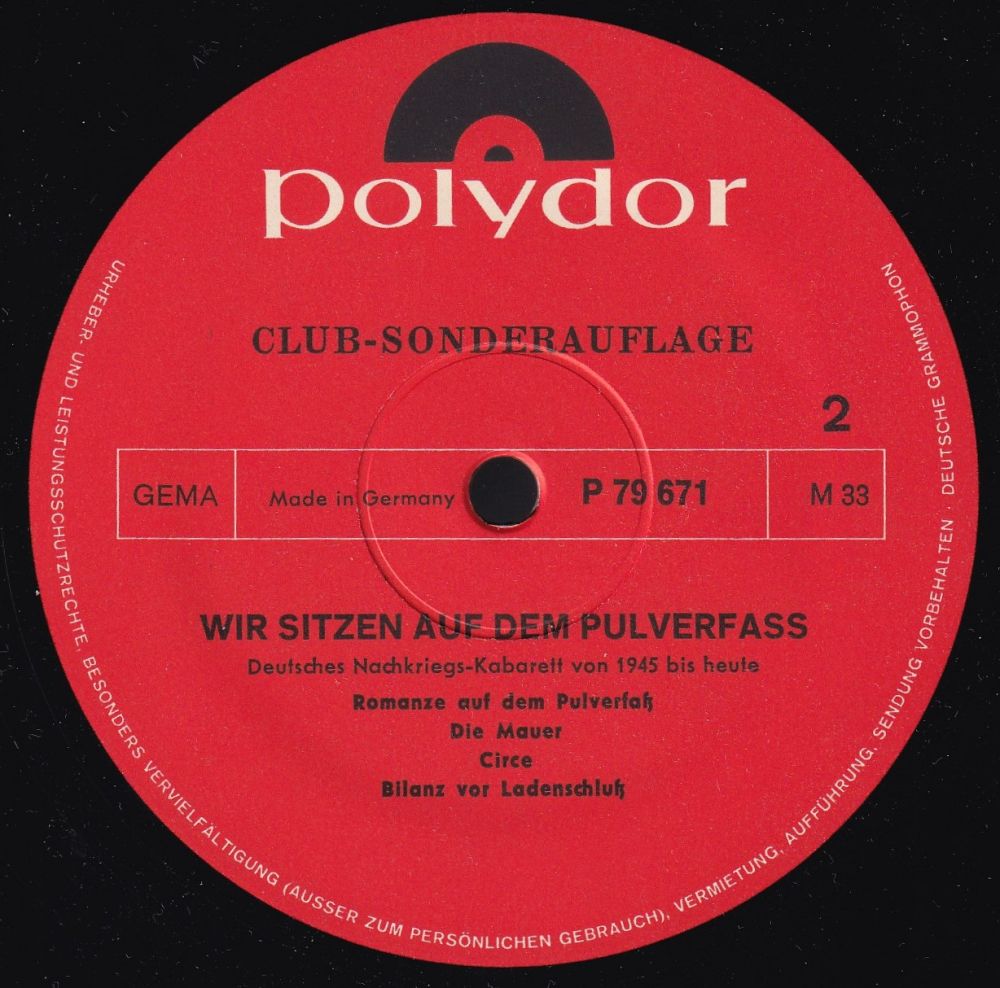 polydor
CLUB-SONDERAUFLAGE
2
GEMA
Made in Germany
P 79 671
M 33
WIR SITZEN AUF DEM PULVERFASS
Deutsches Nachkriegs-Kabarett von 1945 bis heute
Romanze auf dem Pulverfaß
Die Mauer
Circe
Bilanz vor Ladenschluß
URHEBER- UND LEISTUNGSSCHUTZRECHTE, BESONDERS VERVIELFÄLTIGUNG (AUSSER ZUM PERSÖNLICHEN GEBRAUCH), VERMIETUNG, AUFFÜHRUNG, SENDUNG VORBEHALTEN · DEUTSCHE GRAMMOPHON